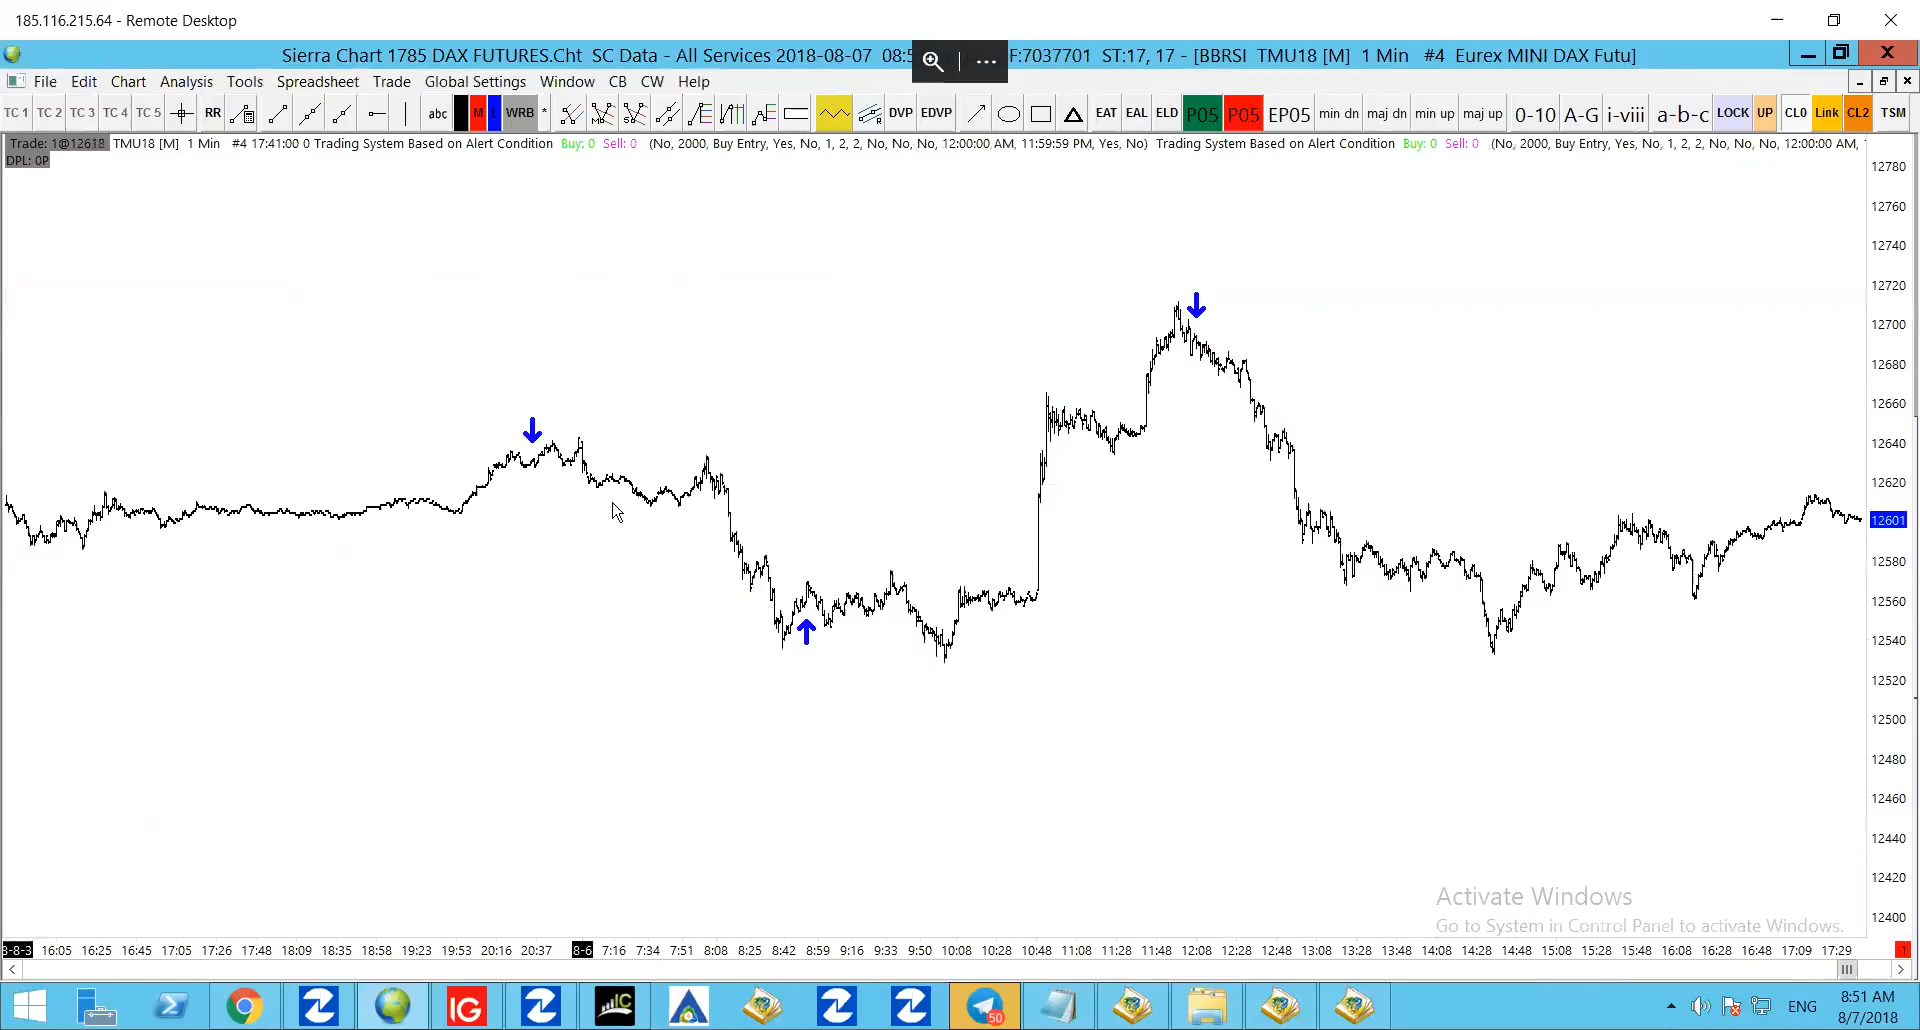 185.116.215.64 - Remote Desktop
Sierra Chart 1785 DAX FUTURES.Cht SC Data - All Services 2018-08-07 08:5 F:7037701 ST:17, 17 - [BBRSI TMU18 [M] 1 Min #4 Eurex MINI DAX Futu]
File Edit Chart Analysis Tools Spreadsheet Trade Global Settings Window CB CW Help
TC 1 TC 2 TC 3 TC 4 TC 5 RR abc M L WRB * DVP EDVP EAT EAL ELD P05 P05 EP05 min dn maj dn min up maj up 0-10 A-G i-viii a-b-c LOCK UP CL0 Link CL2 TSM
Trade: 1@12618 TMU18 [M] 1 Min #4 17:41:00 0 Trading System Based on Alert Condition Buy: 0 Sell: 0 (No, 2000, Buy Entry, Yes, No, 1, 2, 2, No, No, No, 12:00:00 AM, 11:59:59 PM, Yes, No) Trading System Based on Alert Condition Buy: 0 Sell: 0 (No, 2000, Buy Entry, Yes, No, 1, 2, 2, No, No, No, 12:00:00 AM,
DPL: 0P
12780
12760
12740
12720
12700
12680
12660
12640
12620
12601
12580
12560
12540
12520
12500
12480
12460
12440
12420
12400
Activate Windows
Go to System in Control Panel to activate Windows.
8-8-3 16:05 16:25 16:45 17:05 17:26 17:48 18:09 18:35 18:58 19:23 19:53 20:16 20:37 8-6 7:16 7:34 7:51 8:08 8:25 8:42 8:59 9:16 9:33 9:50 10:08 10:28 10:48 11:08 11:28 11:48 12:08 12:28 12:48 13:08 13:28 13:48 14:08 14:28 14:48 15:08 15:28 15:48 16:08 16:28 16:48 17:09 17:29 1
IG IC 50 ENG 8:51 AM
8/7/2018